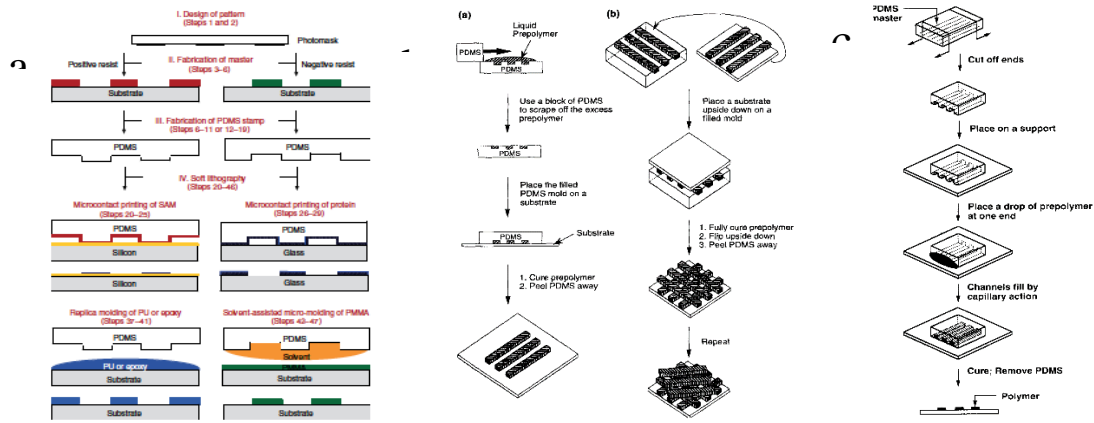 I. Design of pattern
(Steps 1 and 2)
Photomask
Positive resist
II. Fabrication of master
(Steps 3–6)
Negative resist
Substrate
Substrate
III. Fabrication of PDMS stamp
(Steps 6–11 or 12–19)
PDMS
PDMS
IV. Soft lithography
(Steps 20–46)
Microcontact printing of SAM
(Steps 20–25)
PDMS
Silicon
Silicon
Microcontact printing of protein
(Steps 26–29)
PDMS
Glass
Glass
Replica molding of PU or epoxy
(Steps 37–41)
PDMS
PU or epoxy
Substrate
Substrate
Solvent-assisted micro-molding of PMMA
(Steps 42–47)
PDMS
Solvent
PMMA
Substrate
Substrate
(a)
Liquid
Prepolymer
PDMS
PDMS
Use a block of PDMS
to scrape off the excess
prepolymer
PDMS
Place the filled
PDMS mold on a
substrate
PDMS
Substrate
1. Cure prepolymer
2. Peel PDMS away
(b)
Place a substrate
upside down on a
filled mold
1. Fully cure prepolymer
2. Flip upside down
3. Peel PDMS away
Repeat
PDMS
master
Cut off ends
Place on a support
Place a drop of prepolymer
at one end
Channels fill by
capillary action
Cure; Remove PDMS
Polymer